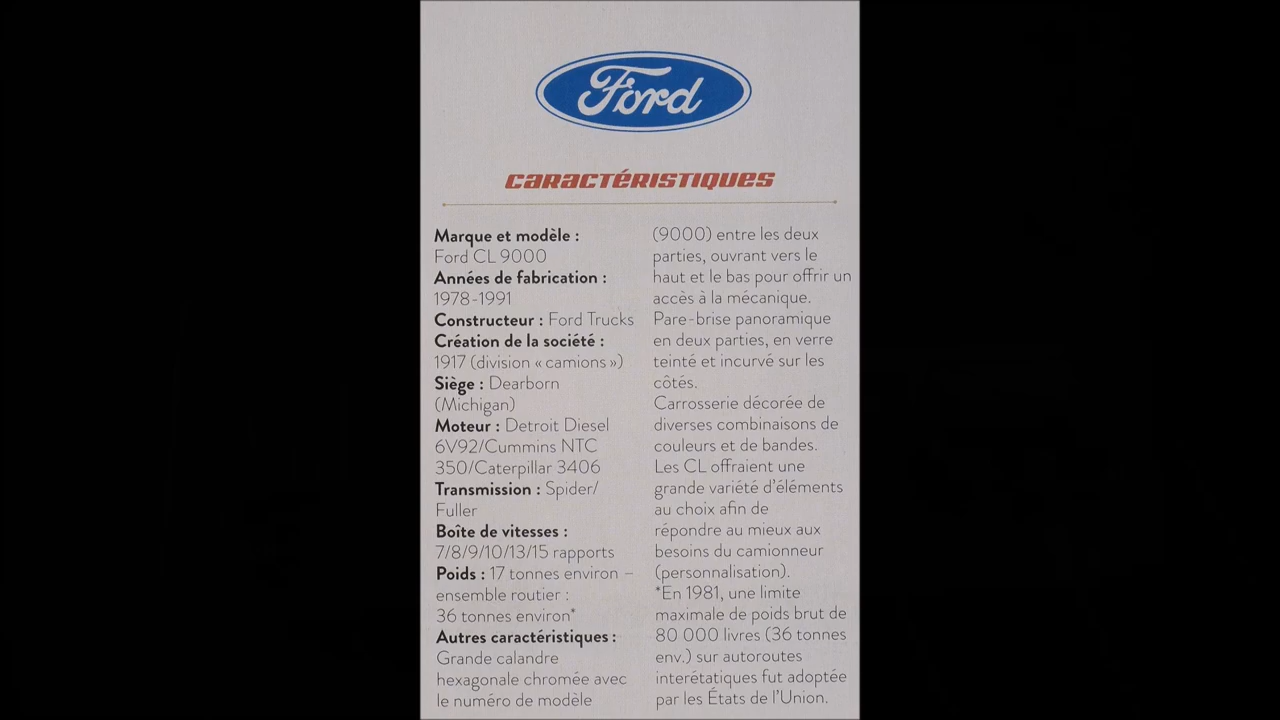 Ford
CARACTÉRISTIQUES
Marque et modèle :
Ford CL 9000
Années de fabrication :
1978-1991
Constructeur : Ford Trucks
Création de la société :
1917 (division « camions »)
Siège : Dearborn
(Michigan)
Moteur : Detroit Diesel
6V92/Cummins NTC
350/Caterpillar 3406
Transmission : Spider/
Fuller
Boîte de vitesses :
7/8/9/10/13/15 rapports
Poids : 17 tonnes environ –
ensemble routier :
36 tonnes environ*
Autres caractéristiques :
Grande calandre
hexagonale chromée avec
le numéro de modèle
(9000) entre les deux
parties, ouvrant vers le
haut et le bas pour offrir un
accès à la mécanique.
Pare-brise panoramique
en deux parties, en verre
teinté et incurvé sur les
côtés.
Carrosserie décorée de
diverses combinaisons de
couleurs et de bandes.
Les CL offraient une
grande variété d'éléments
au choix afin de
répondre au mieux aux
besoins du camionneur
(personnalisation).
*En 1981, une limite
maximale de poids brut de
80 000 livres (36 tonnes
env.) sur autoroutes
interétatiques fut adoptée
par les États de l'Union.